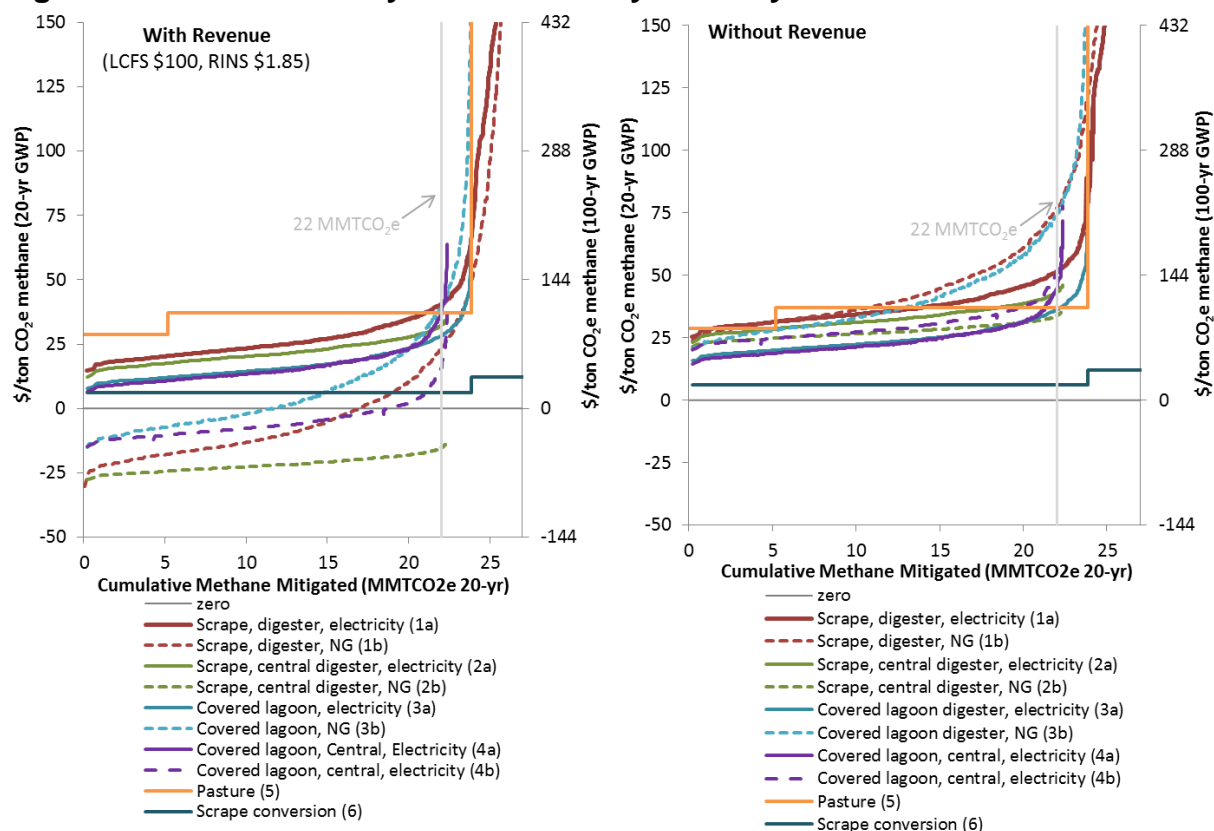 With Revenue
(LCFS $100, RINS $1.85)
150
125
100
75
50
25
0
-25
-50
$/ton CO₂e methane (20-yr GWP)
432
288
144
0
-144
$/ton CO₂e methane (100-yr GWP)
22 MMTCO₂e
0 5 10 15 20 25
Cumulative Methane Mitigated (MMTCO2e 20-yr)
zero
Scrape, digester, electricity (1a)
Scrape, digester, NG (1b)
Scrape, central digester, electricity (2a)
Scrape, central digester, NG (2b)
Covered lagoon, electricity (3a)
Covered lagoon, NG (3b)
Covered lagoon, Central, Electricity (4a)
Covered lagoon, central, electricity (4b)
Pasture (5)
Scrape conversion (6)
Without Revenue
150
125
100
75
50
25
0
-25
-50
$/ton CO₂e methane (20-yr GWP)
432
288
144
0
-144
$/ton CO₂e methane (100-yr GWP)
22 MMTCO₂e
0 5 10 15 20 25
Cumulative Methane Mitigated (MMTCO2e 20-yr)
zero
Scrape, digester, electricity (1a)
Scrape, digester, NG (1b)
Scrape, central digester, electricity (2a)
Scrape, central digester, NG (2b)
Covered lagoon digester, electricity (3a)
Covered lagoon digester, NG (3b)
Covered lagoon, central, electricity (4a)
Covered lagoon, central, electricity (4b)
Pasture (5)
Scrape conversion (6)